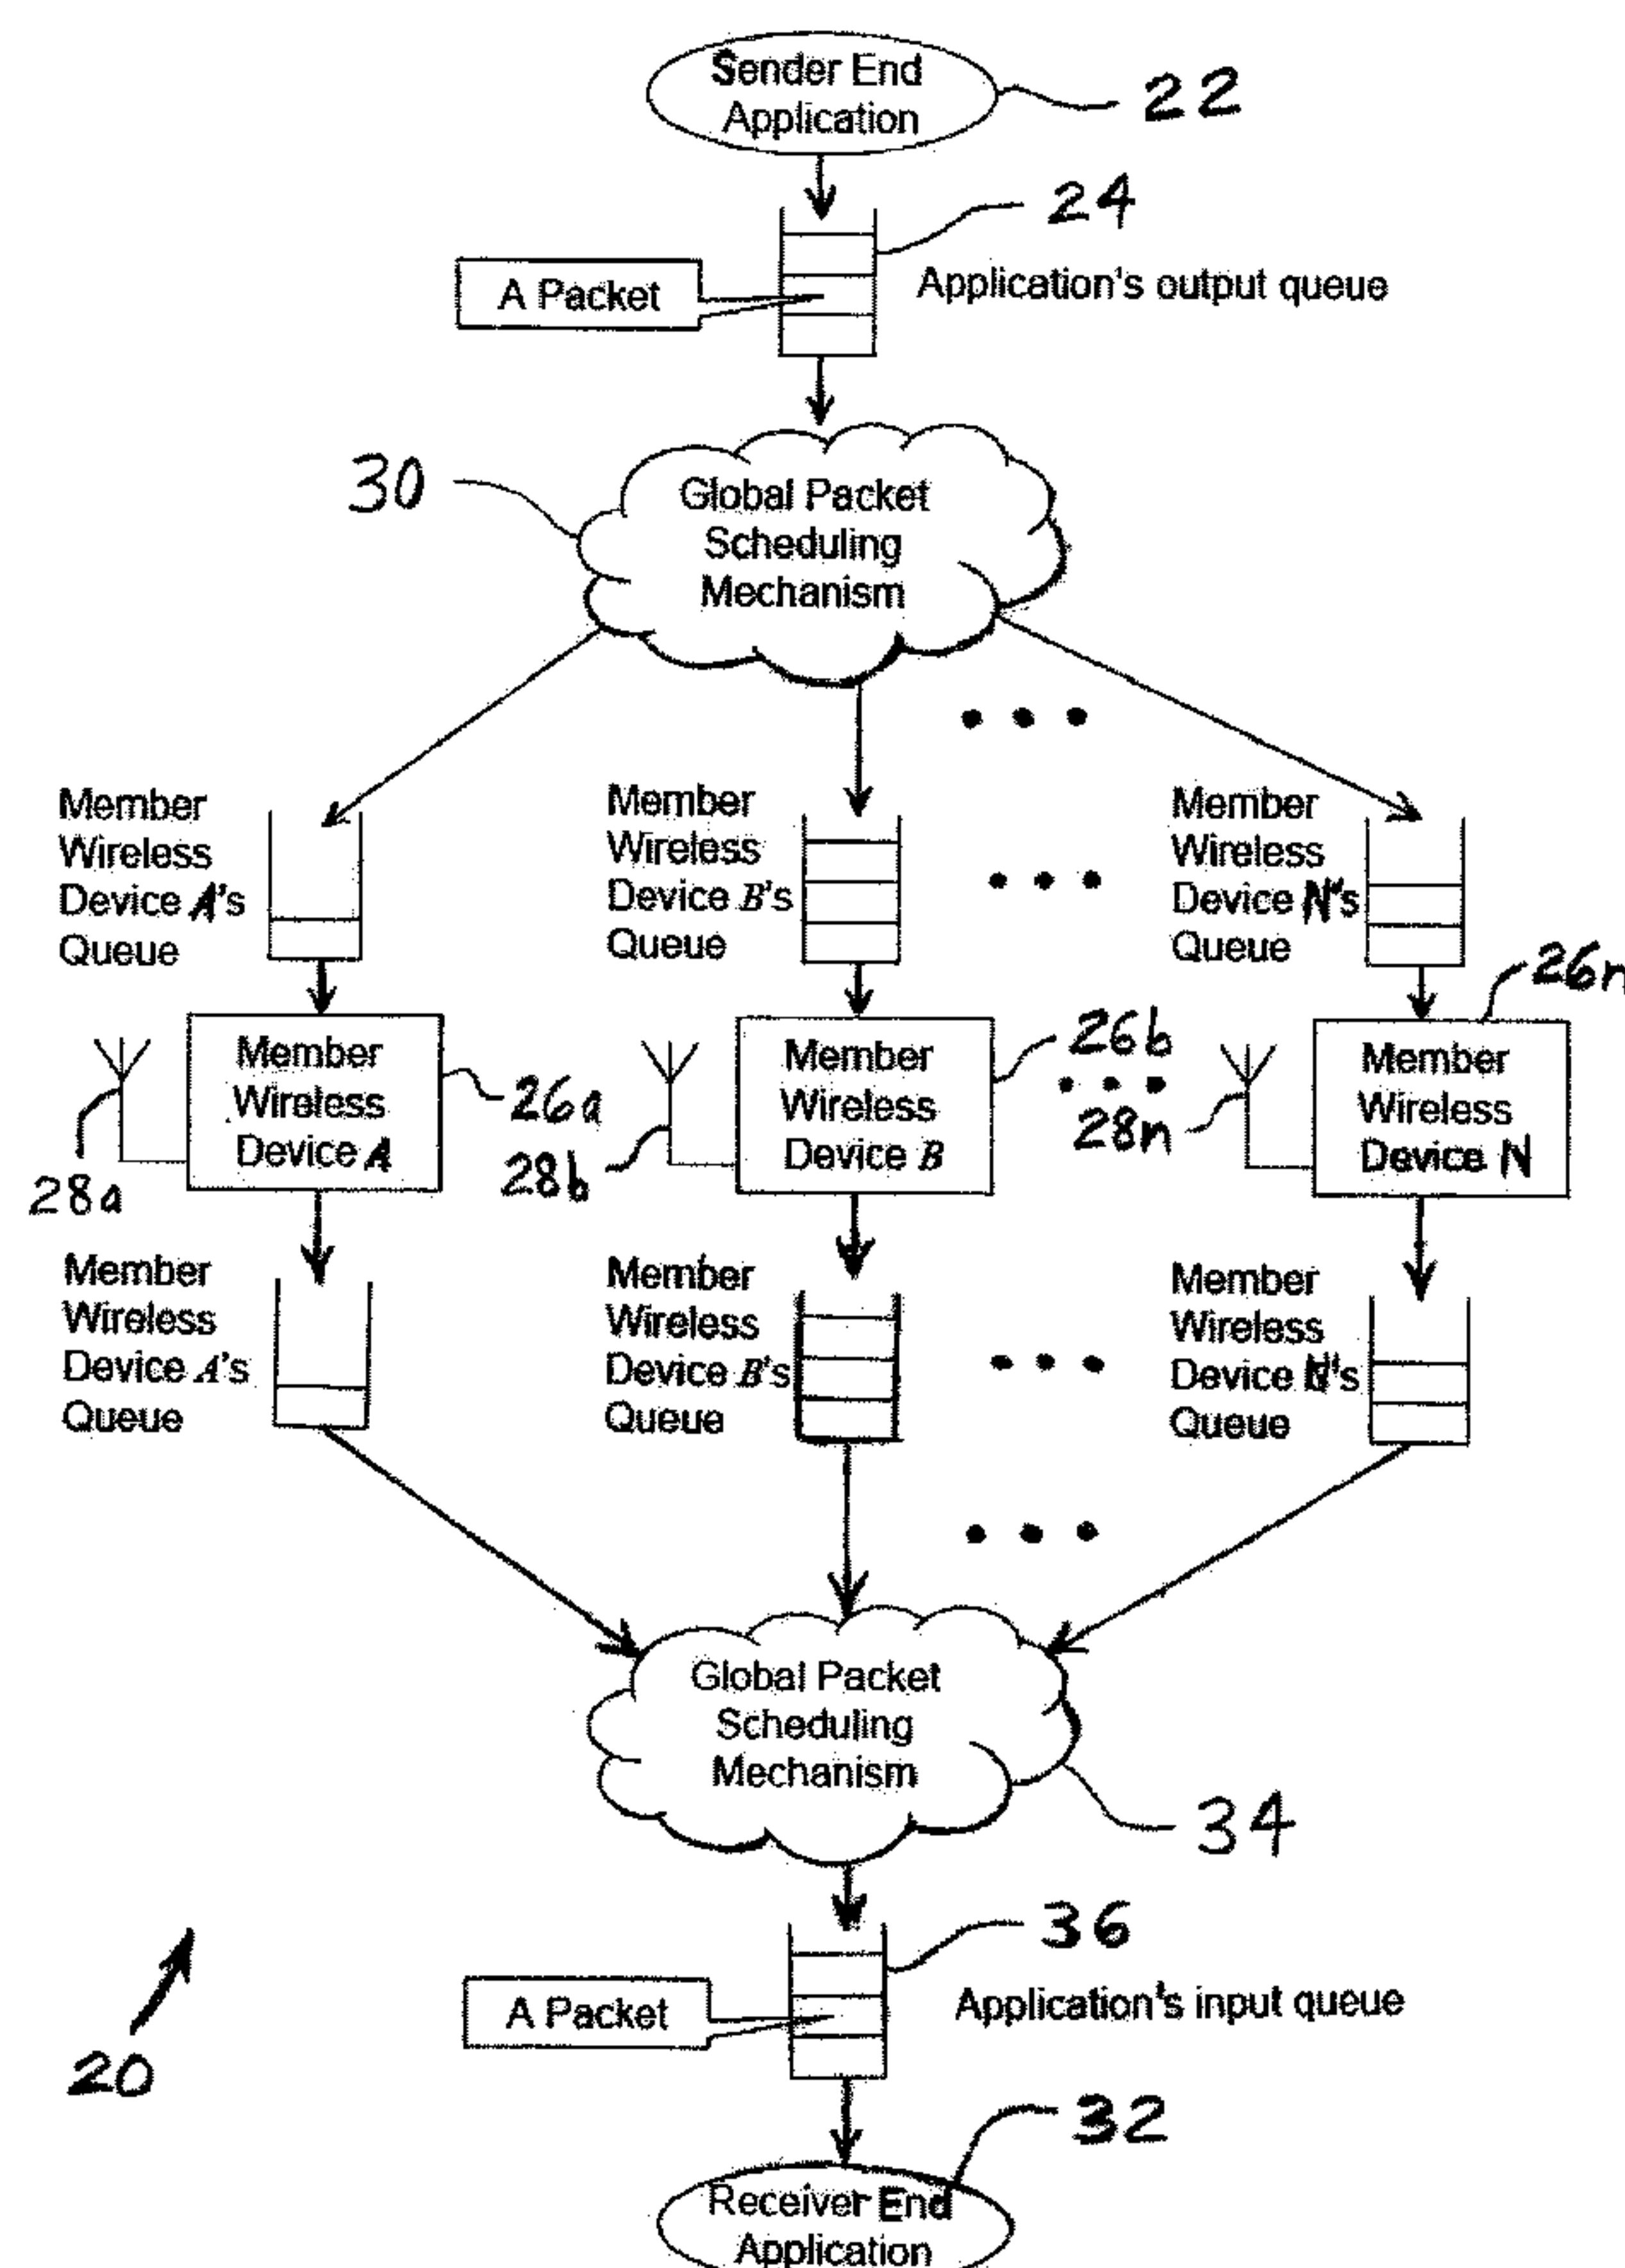 Sender End
Application
22
24
A Packet
Application's output queue
30
Global Packet
Scheduling
Mechanism
Member
Wireless
Device A's
Queue
Member
Wireless
Device B's
Queue
Member
Wireless
Device N's
Queue
26n
Member
Wireless
Device A
26a
28a
Member
Wireless
Device B
26b
28b
Member
Wireless
Device N
28n
Member
Wireless
Device A's
Queue
Member
Wireless
Device B's
Queue
Member
Wireless
Device N's
Queue
Global Packet
Scheduling
Mechanism
34
36
A Packet
Application's input queue
20
32
Receiver End
Application